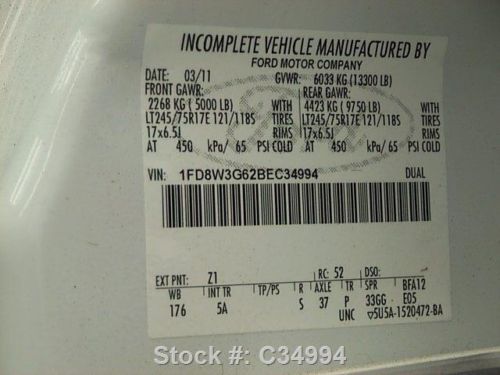 INCOMPLETE VEHICLE MANUFACTURED BY
FORD MOTOR COMPANY
DATE: 03/11 GVWR: 6033 KG (13300 LB)
FRONT GAWR: REAR GAWR:
2268 KG ( 5000 LB) WITH 4423 KG ( 9750 LB) WITH
LT245/75R17E 121/118S TIRES LT245/75R17E 121/118S TIRES
17x6.5J RIMS 17x6.5J RIMS
AT 450 kPa/ 65 PSI COLD AT 450 kPa/ 65 PSI COLD
VIN: 1FD8W3G62BEC34994 DUAL
EXT PNT: Z1 RC: 52 DSO:
WB INT TR TP/PS R AXLE TR SPR BFA12
176 5A S 37 P 33GG E05
UNC 5U5A-1520472-BA
Stock #: C34994